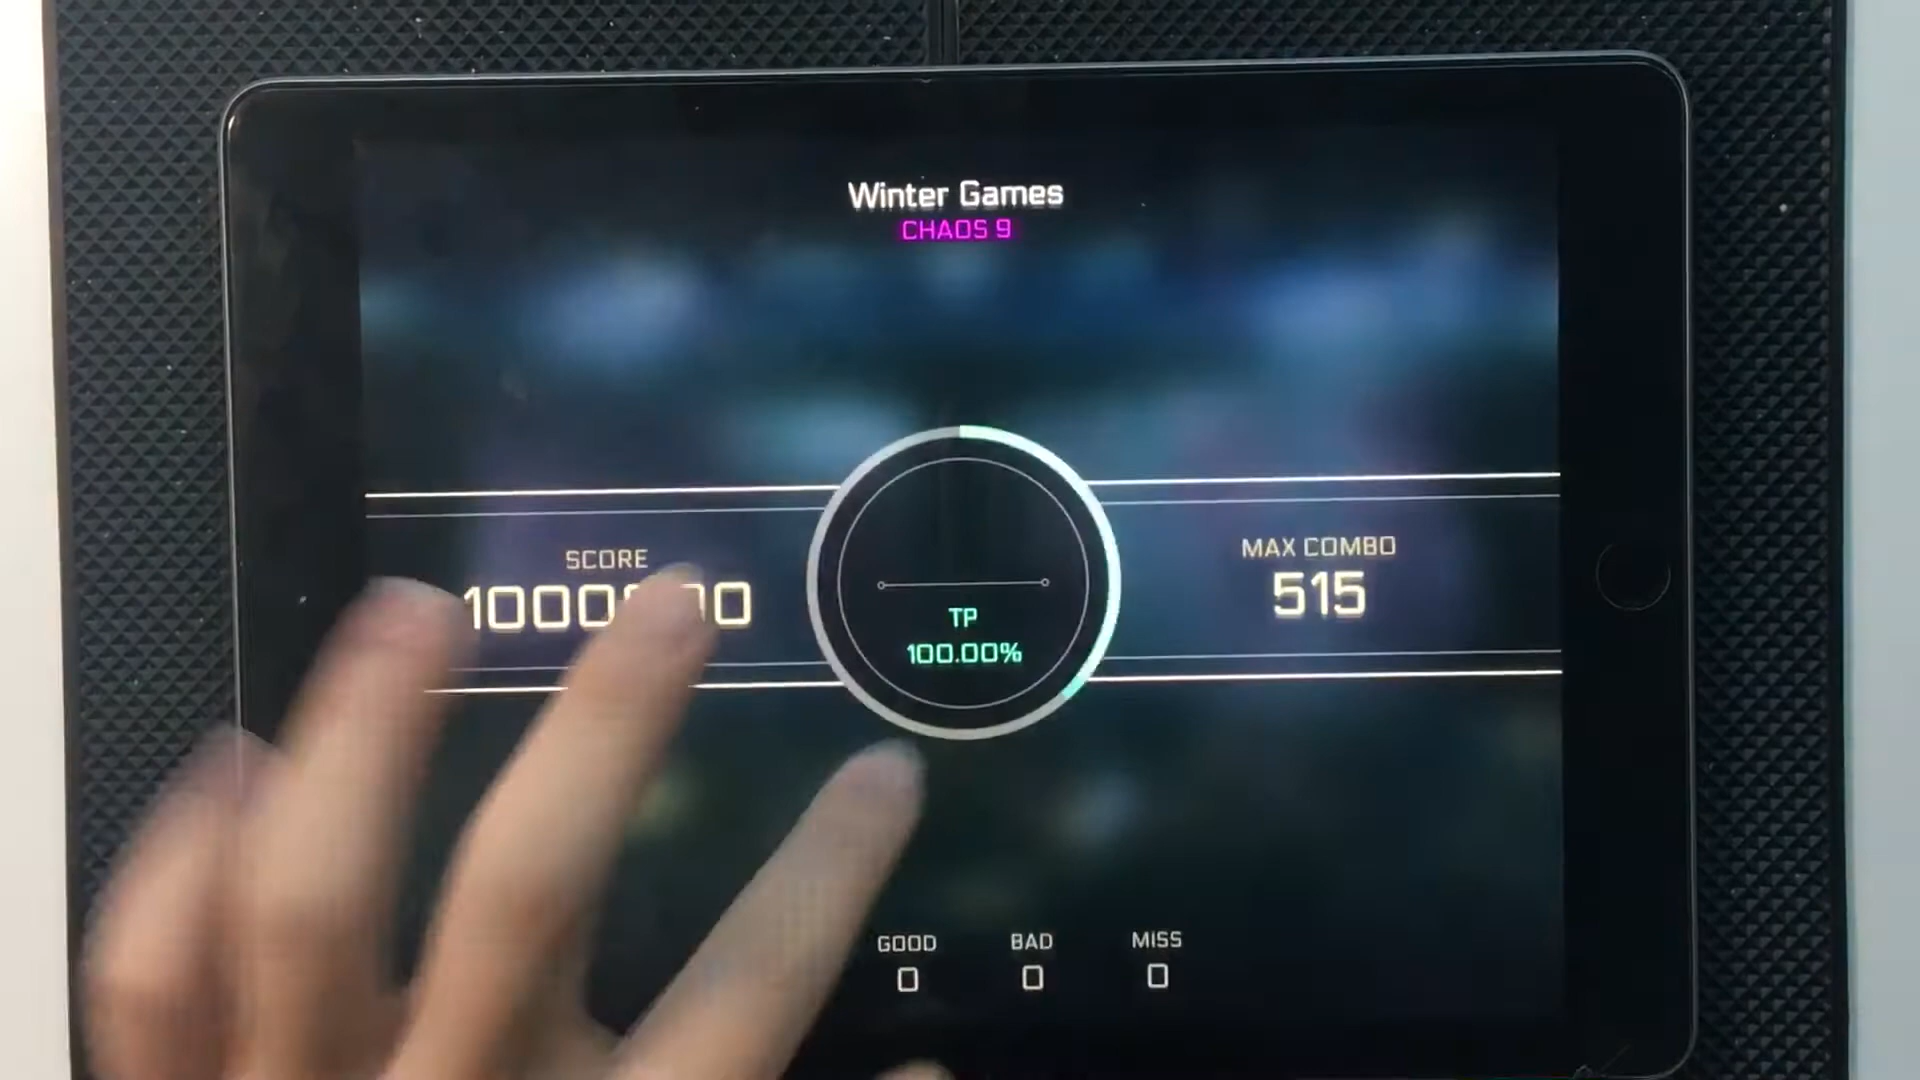 Winter Games
CHAOS 9
SCORE
MAX COMBO
515
TP
100.00%
GOOD
BAD
MISS
0
0
0